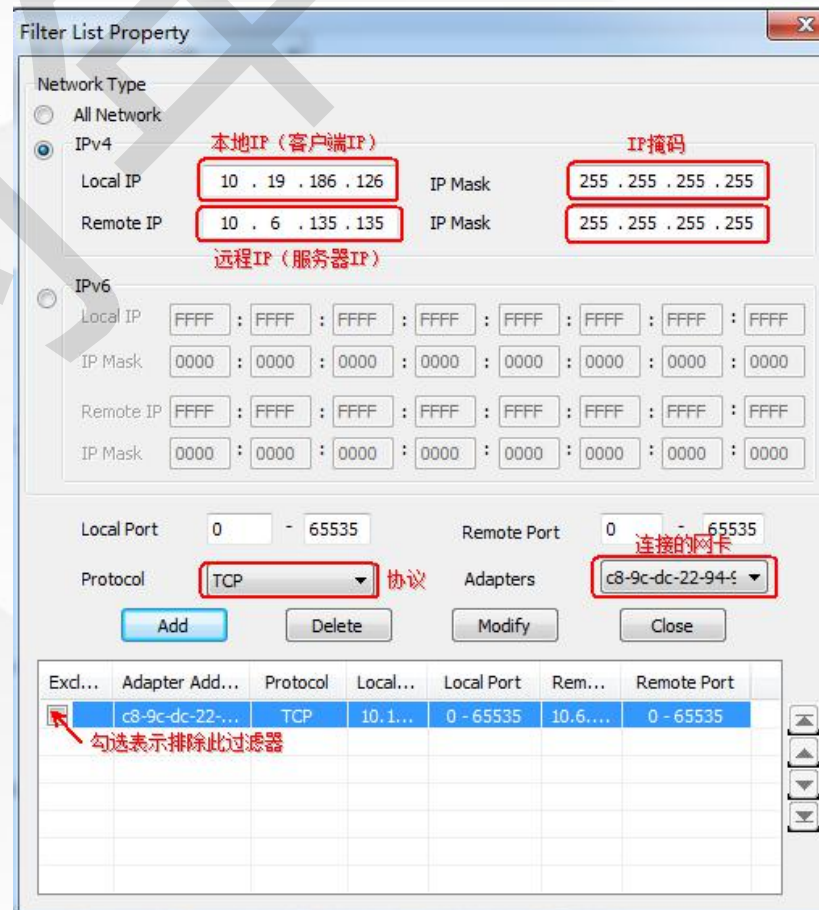 Filter List Property
Network Type
All Network
IPv4
本地IP（客户端IP）
IP掩码
Local IP 10 . 19 . 186 . 126 IP Mask 255 . 255 . 255 . 255
Remote IP 10 . 6 . 135 . 135 IP Mask 255 . 255 . 255 . 255
远程IP（服务器IP）
IPv6
Local IP FFFF : FFFF : FFFF : FFFF : FFFF : FFFF : FFFF : FFFF
IP Mask 0000 : 0000 : 0000 : 0000 : 0000 : 0000 : 0000 : 0000
Remote IP FFFF : FFFF : FFFF : FFFF : FFFF : FFFF : FFFF : FFFF
IP Mask 0000 : 0000 : 0000 : 0000 : 0000 : 0000 : 0000 : 0000
Local Port 0 - 65535 Remote Port 0 - 65535
连接的网卡
Protocol TCP 协议 Adapters c8-9c-dc-22-94-9
Add Delete Modify Close
Excl... Adapter Add... Protocol Local... Local Port Rem... Remote Port
c8-9c-dc-22-... TCP 10.1... 0 - 65535 10.6.... 0 - 65535
勾选表示排除此过滤器